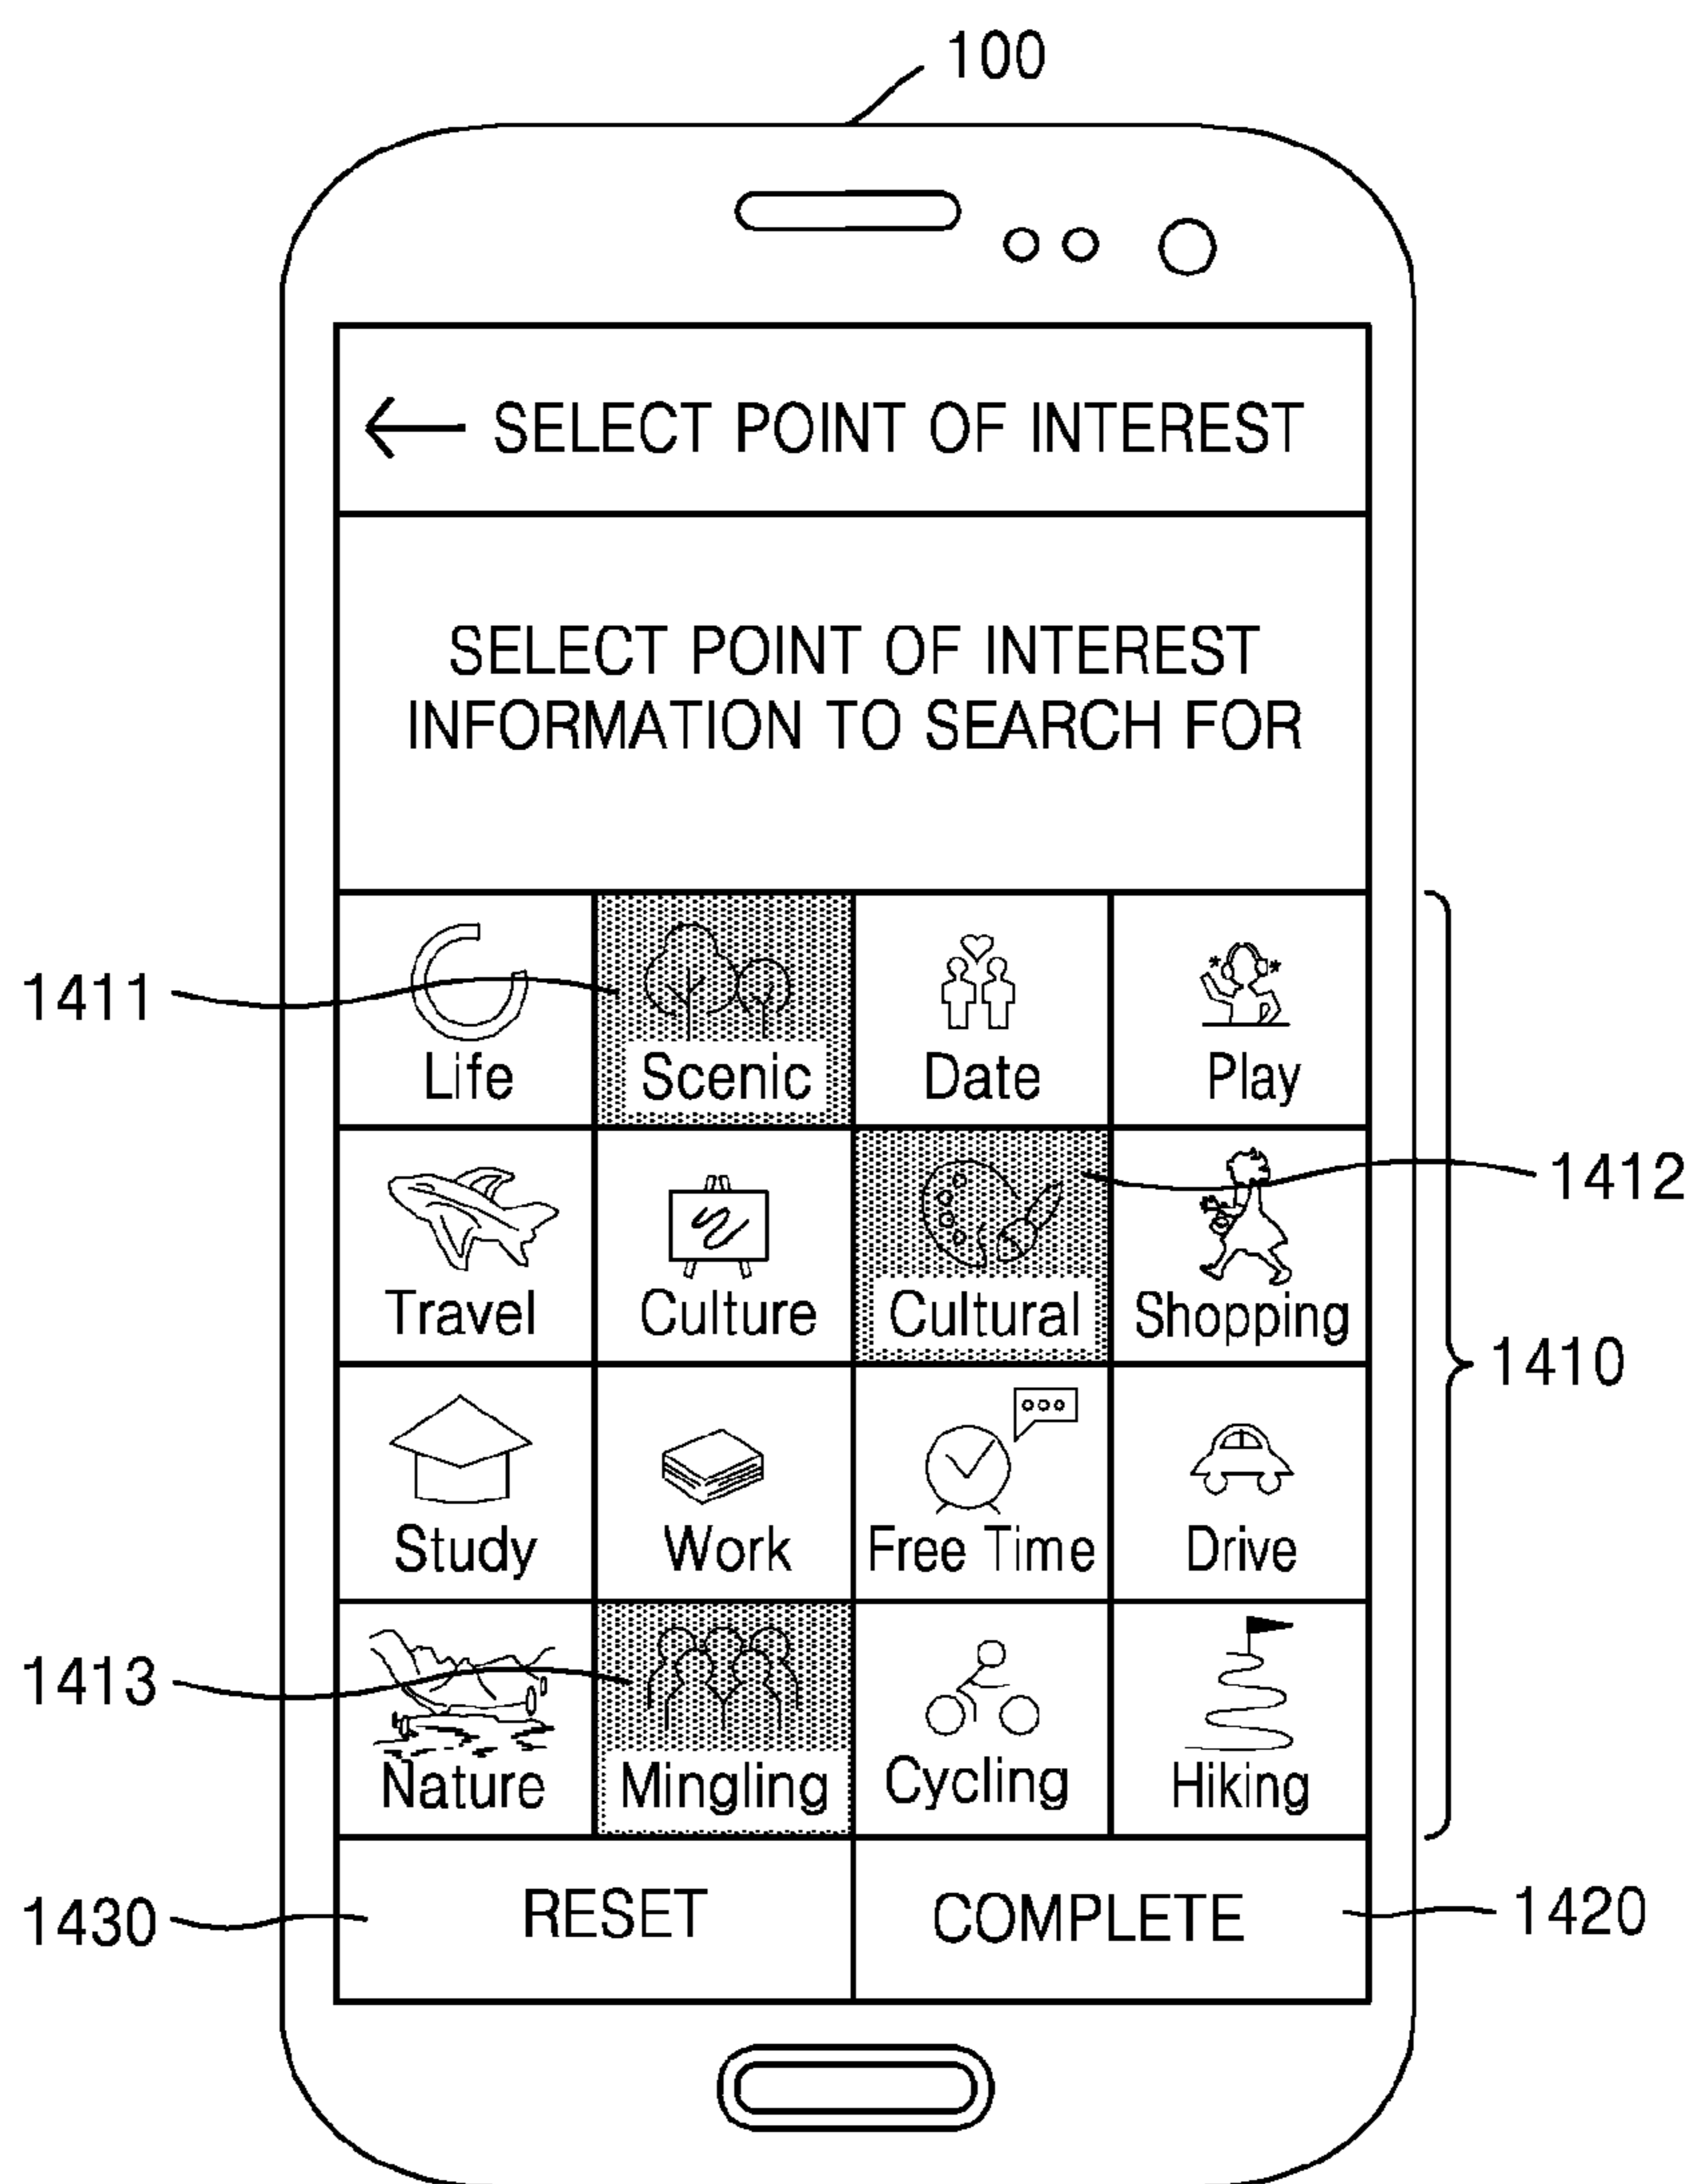 100
← SELECT POINT OF INTEREST
SELECT POINT OF INTEREST
INFORMATION TO SEARCH FOR
1411
Life Scenic Date Play
1412
Travel Culture Cultural Shopping
1410
Study Work Free Time Drive
1413
Nature Mingling Cycling Hiking
1430 RESET COMPLETE 1420